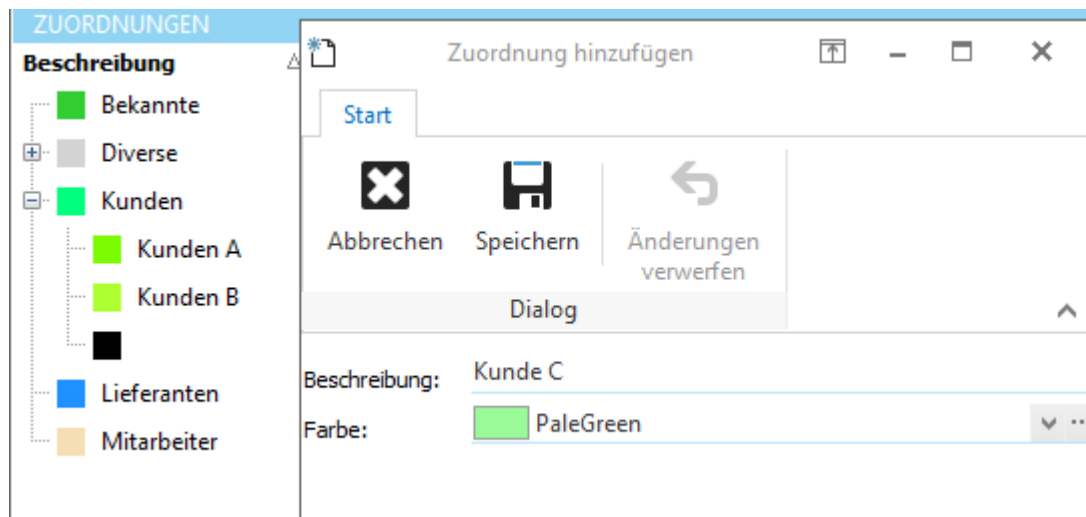 ZUORDNUNGEN
Beschreibung
Bekannte
Diverse
Kunden
Kunden A
Kunden B
Lieferanten
Mitarbeiter
Zuordnung hinzufügen
Start
Abbrechen
Speichern
Änderungen
verwerfen
Dialog
Beschreibung: Kunde C
Farbe: PaleGreen